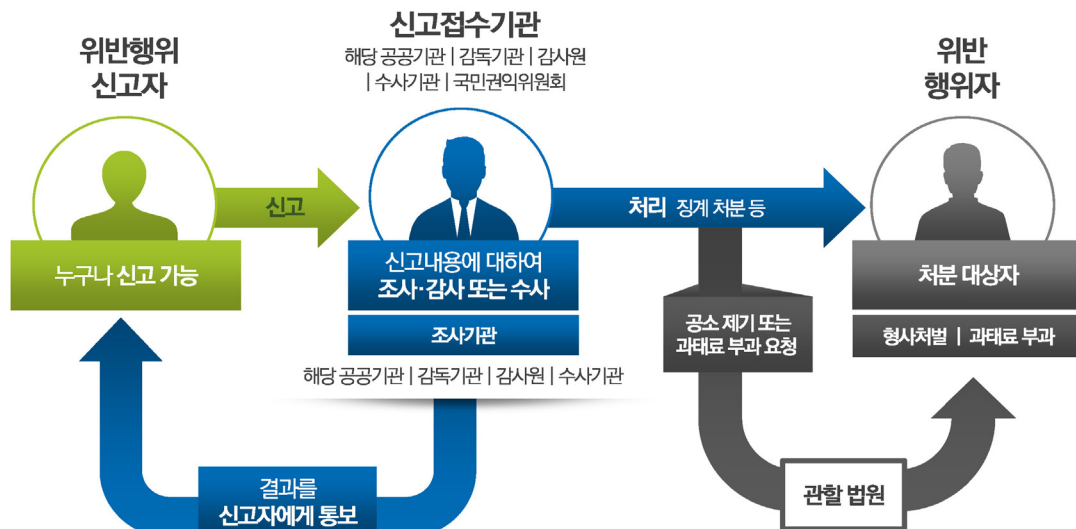 위반행위
신고자
신고접수기관
해당 공공기관 | 감독기관 | 감사원
| 수사기관 | 국민권익위원회
위반
행위자
신고
처리 징계 처분 등
누구나 신고 가능
신고내용에 대하여
조사·감사 또는 수사
조사기관
해당 공공기관 | 감독기관 | 감사원 | 수사기관
공소 제기 또는
과태료 부과 요청
처분 대상자
형사처벌 | 과태료 부과
결과를
신고자에게 통보
관할 법원